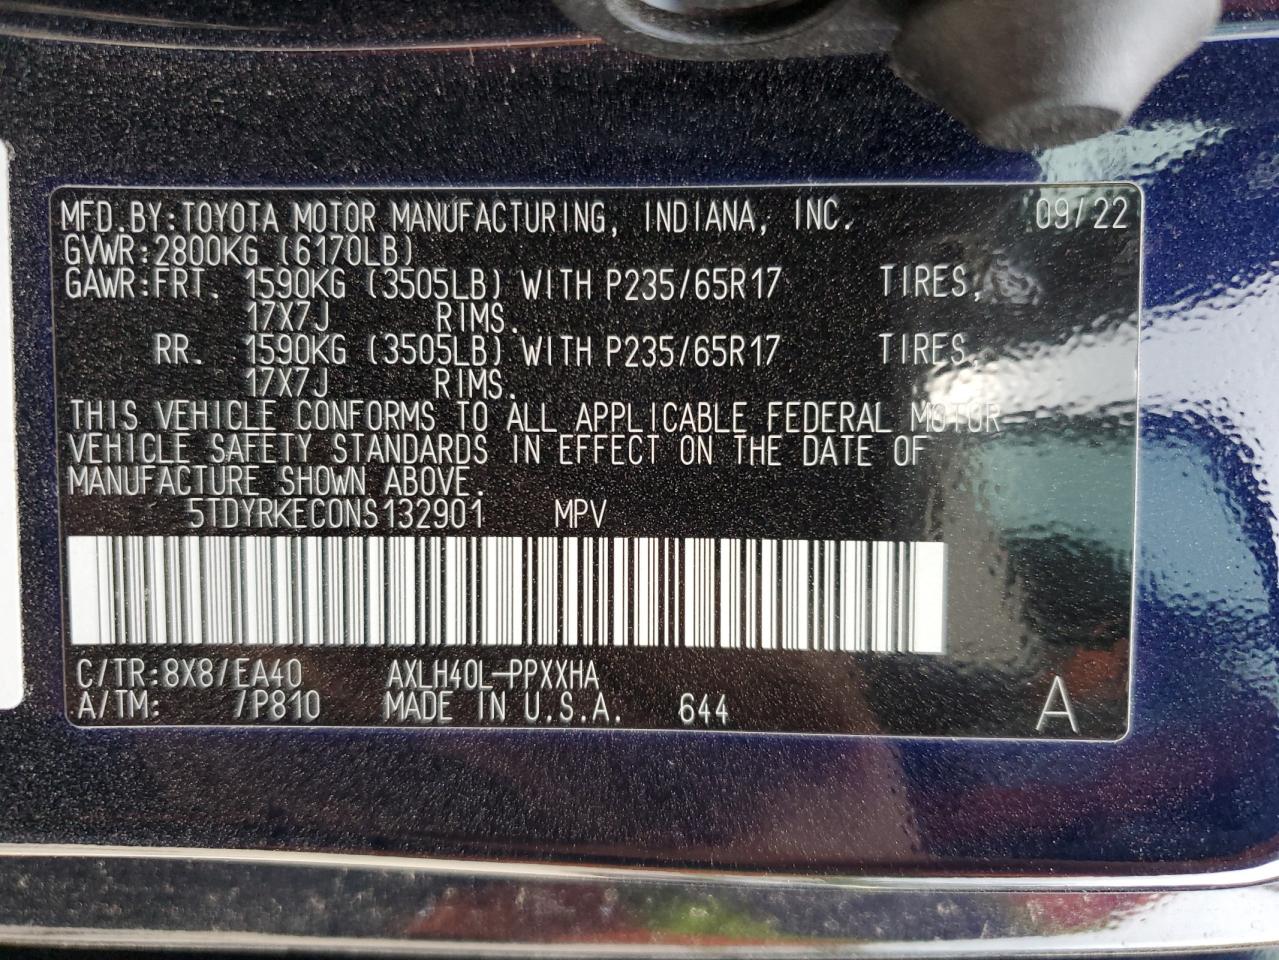 MFD.BY:TOYOTA MOTOR MANUFACTURING, INDIANA, INC. 09/22
GVWR:2800KG (6170LB)
GAWR:FRT. 1590KG (3505LB) WITH P235/65R17 TIRES,
17X7J RIMS.
RR. 1590KG (3505LB) WITH P235/65R17 TIRES,
17X7J RIMS.
THIS VEHICLE CONFORMS TO ALL APPLICABLE FEDERAL MOTOR
VEHICLE SAFETY STANDARDS IN EFFECT ON THE DATE OF
MANUFACTURE SHOWN ABOVE.
5TDYRKEC0NS132901 MPV
C/TR:8X8/EA40 AXLH40L-PPXXHA
A/TM: /P810 MADE IN U.S.A. 644 A